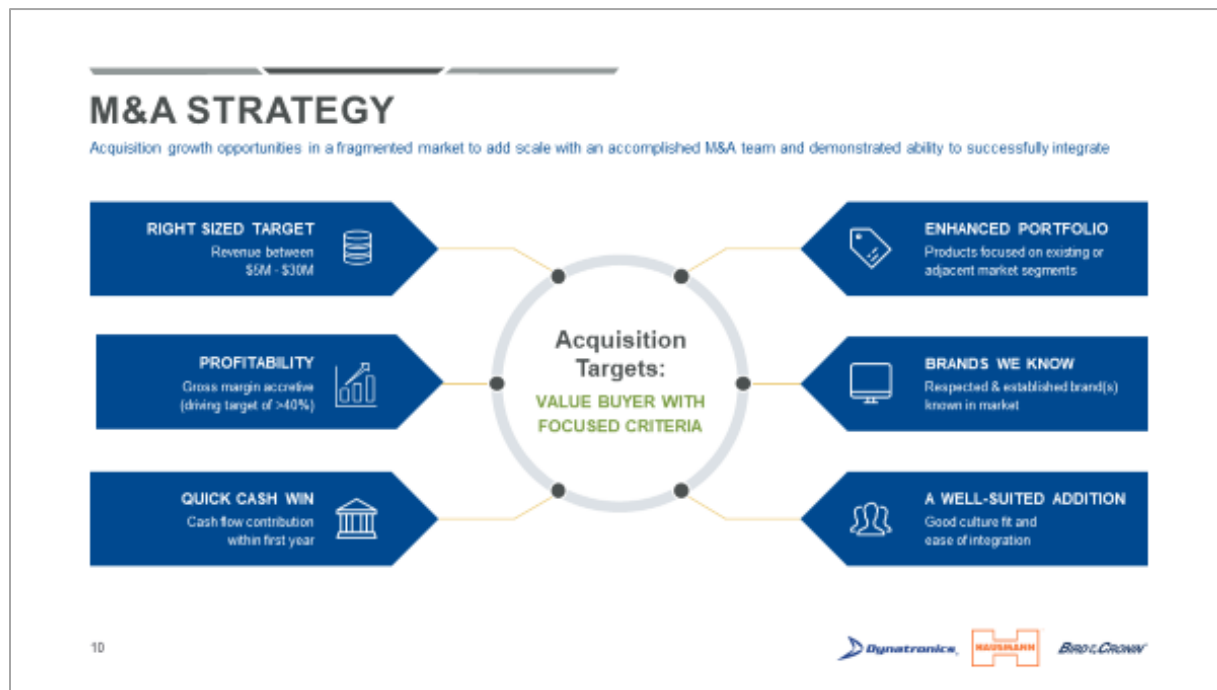 M&A STRATEGY
Acquisition growth opportunities in a fragmented market to add scale with an accomplished M&A team and demonstrated ability to successfully integrate
RIGHT SIZED TARGET
Revenue between
$5M - $30M
PROFITABILITY
Gross margin accretive
(driving target of >40%)
QUICK CASH WIN
Cash flow contribution
within first year
Acquisition
Targets:
VALUE BUYER WITH
FOCUSED CRITERIA
ENHANCED PORTFOLIO
Products focused on existing or
adjacent market segments
BRANDS WE KNOW
Respected & established brand(s)
known in market
A WELL-SUITED ADDITION
Good culture fit and
ease of integration
10
Dynatronics
HAUSMANN
BIRD & CRONIN